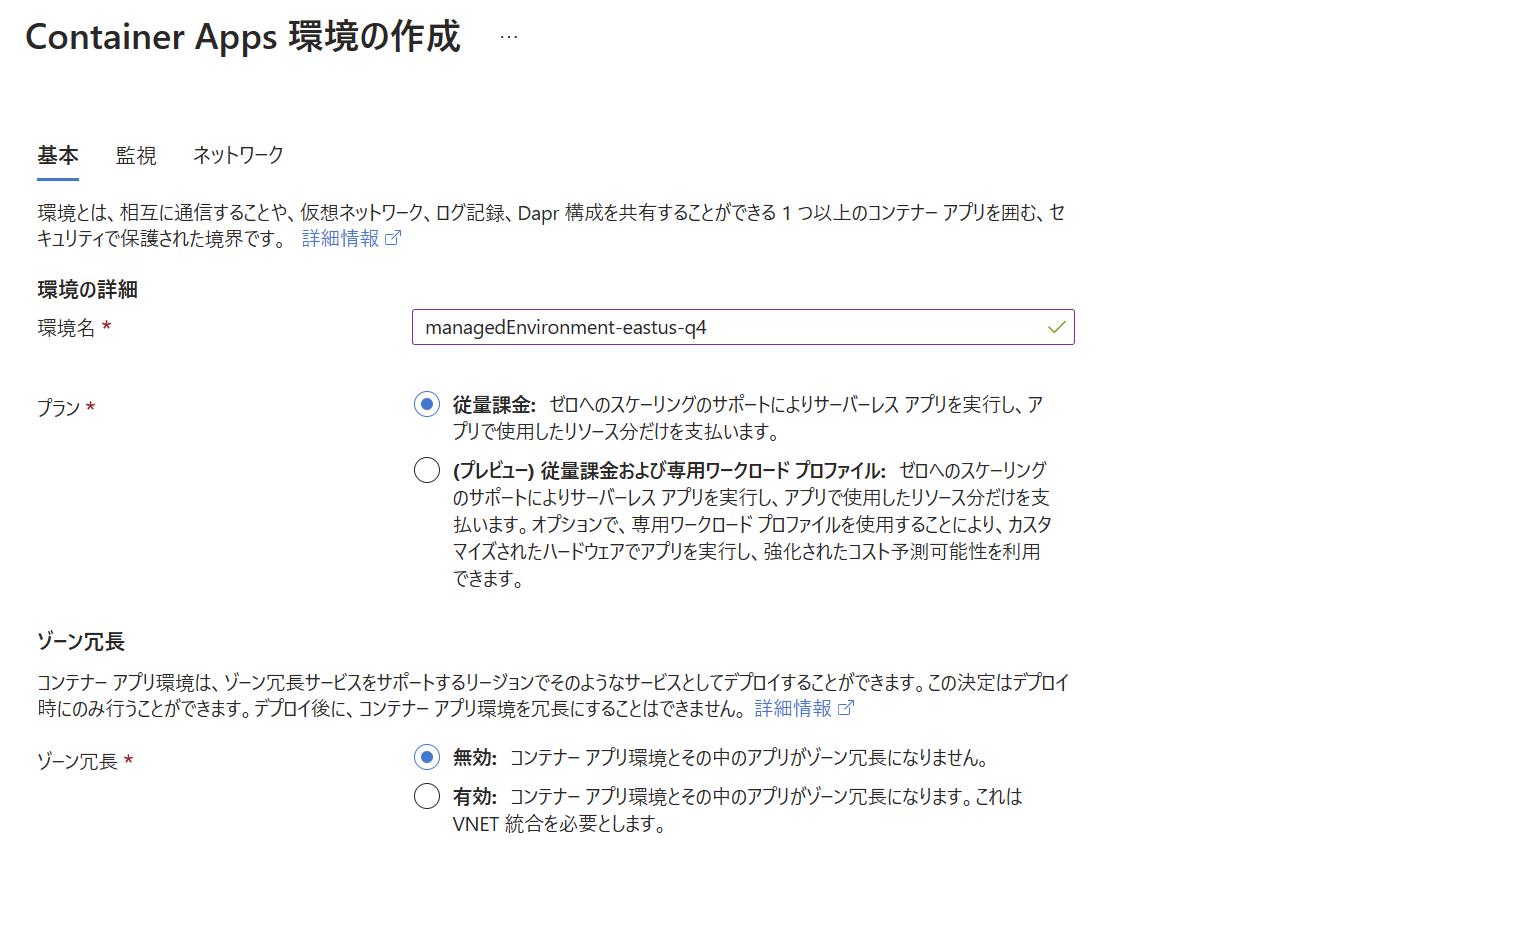 Container Apps 環境の作成 …
基本 監視 ネットワーク
環境とは、相互に通信することや、仮想ネットワーク、ログ記録、Dapr 構成を共有することができる 1 つ以上のコンテナー アプリを囲む、セ
キュリティで保護された境界です。 詳細情報
環境の詳細
環境名 *
managedEnvironment-eastus-q4
プラン *
従量課金: ゼロへのスケーリングのサポートによりサーバーレス アプリを実行し、ア
プリで使用したリソース分だけを支払います。
(プレビュー) 従量課金および専用ワークロード プロファイル: ゼロへのスケーリング
のサポートによりサーバーレス アプリを実行し、アプリで使用したリソース分だけを支
払います。オプションで、専用ワークロード プロファイルを使用することにより、カスタ
マイズされたハードウェアでアプリを実行し、強化されたコスト予測可能性を利用
できます。
ゾーン冗長
コンテナー アプリ環境は、ゾーン冗長サービスをサポートするリージョンでそのようなサービスとしてデプロイすることができます。この決定はデプロイ
時にのみ行うことができます。デプロイ後に、コンテナー アプリ環境を冗長にすることはできません。 詳細情報
ゾーン冗長 *
無効: コンテナー アプリ環境とその中のアプリがゾーン冗長になりません。
有効: コンテナー アプリ環境とその中のアプリがゾーン冗長になります。これは
VNET 統合を必要とします。